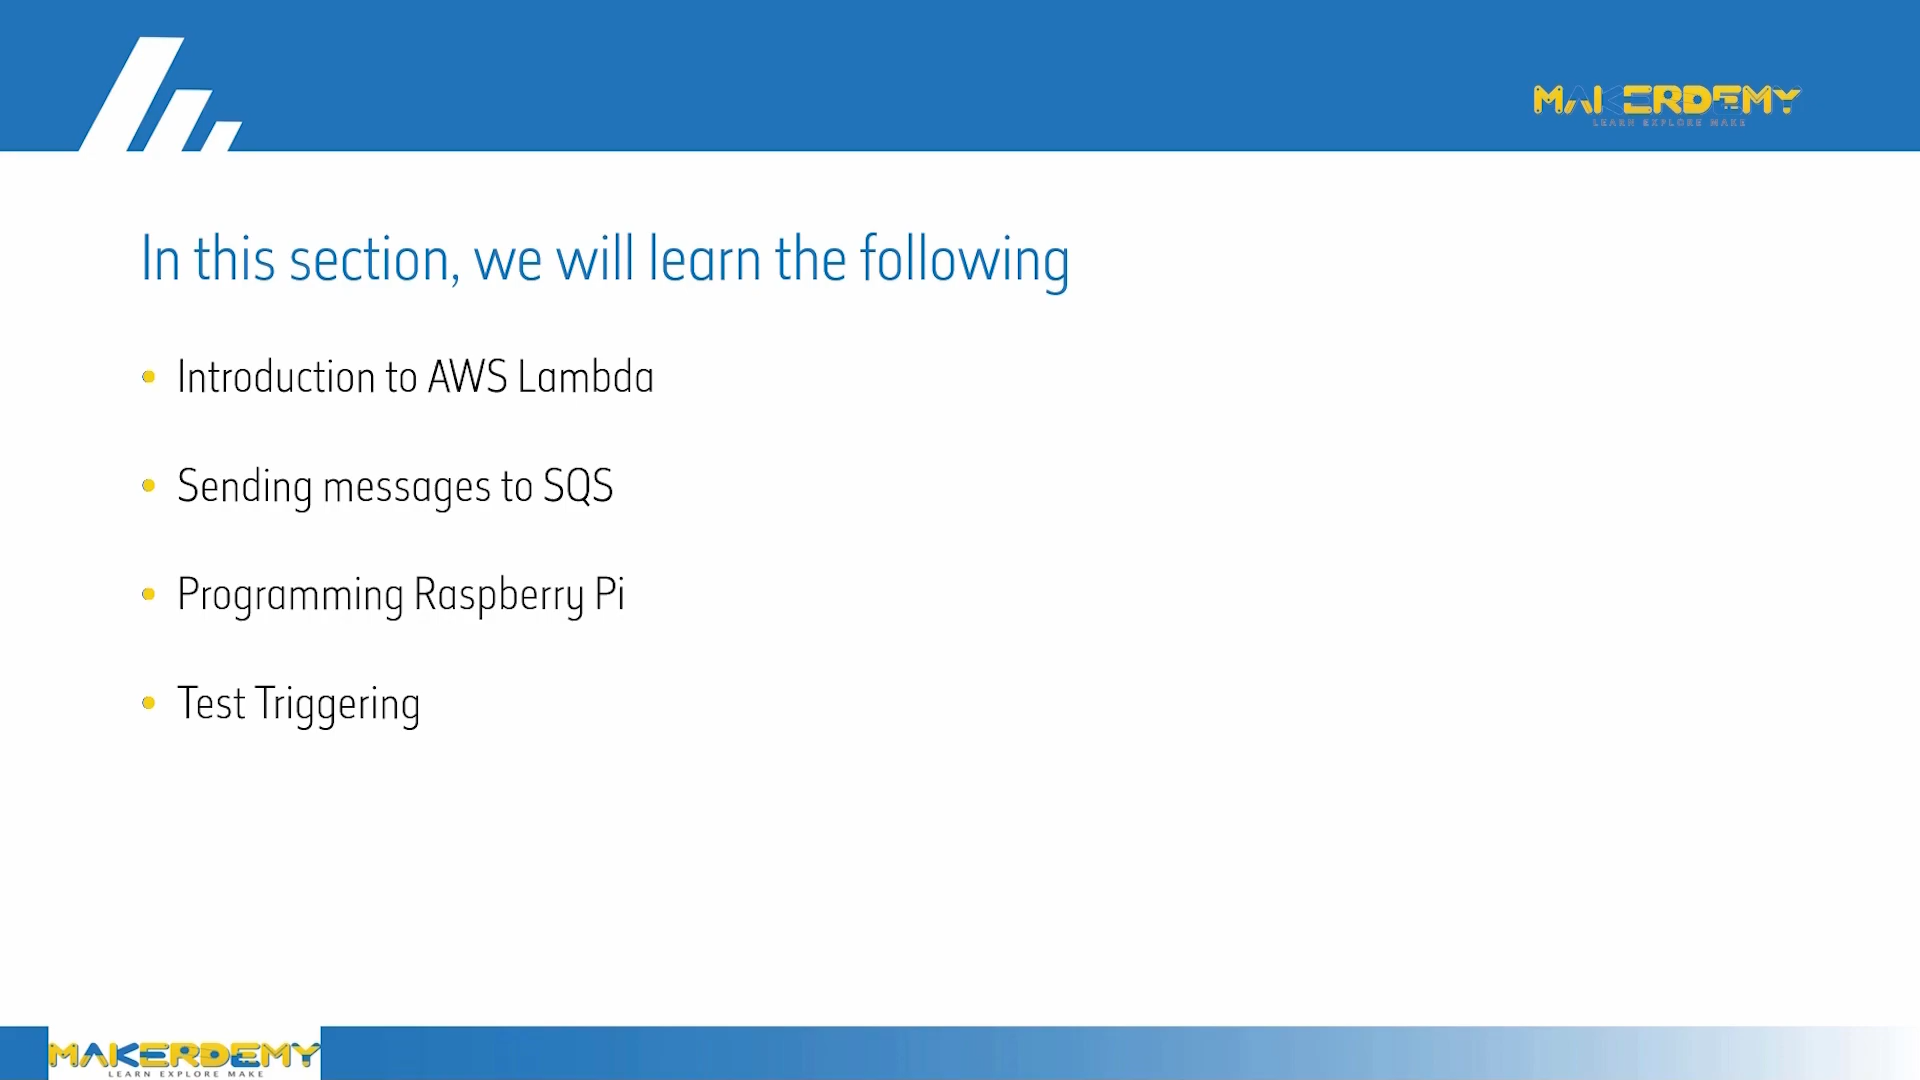 MAKERDEMY
LEARN EXPLORE MAKE
In this section, we will learn the following
• Introduction to AWS Lambda
• Sending messages to SQS
• Programming Raspberry Pi
• Test Triggering
MAKERDEMY
LEARN EXPLORE MAKE